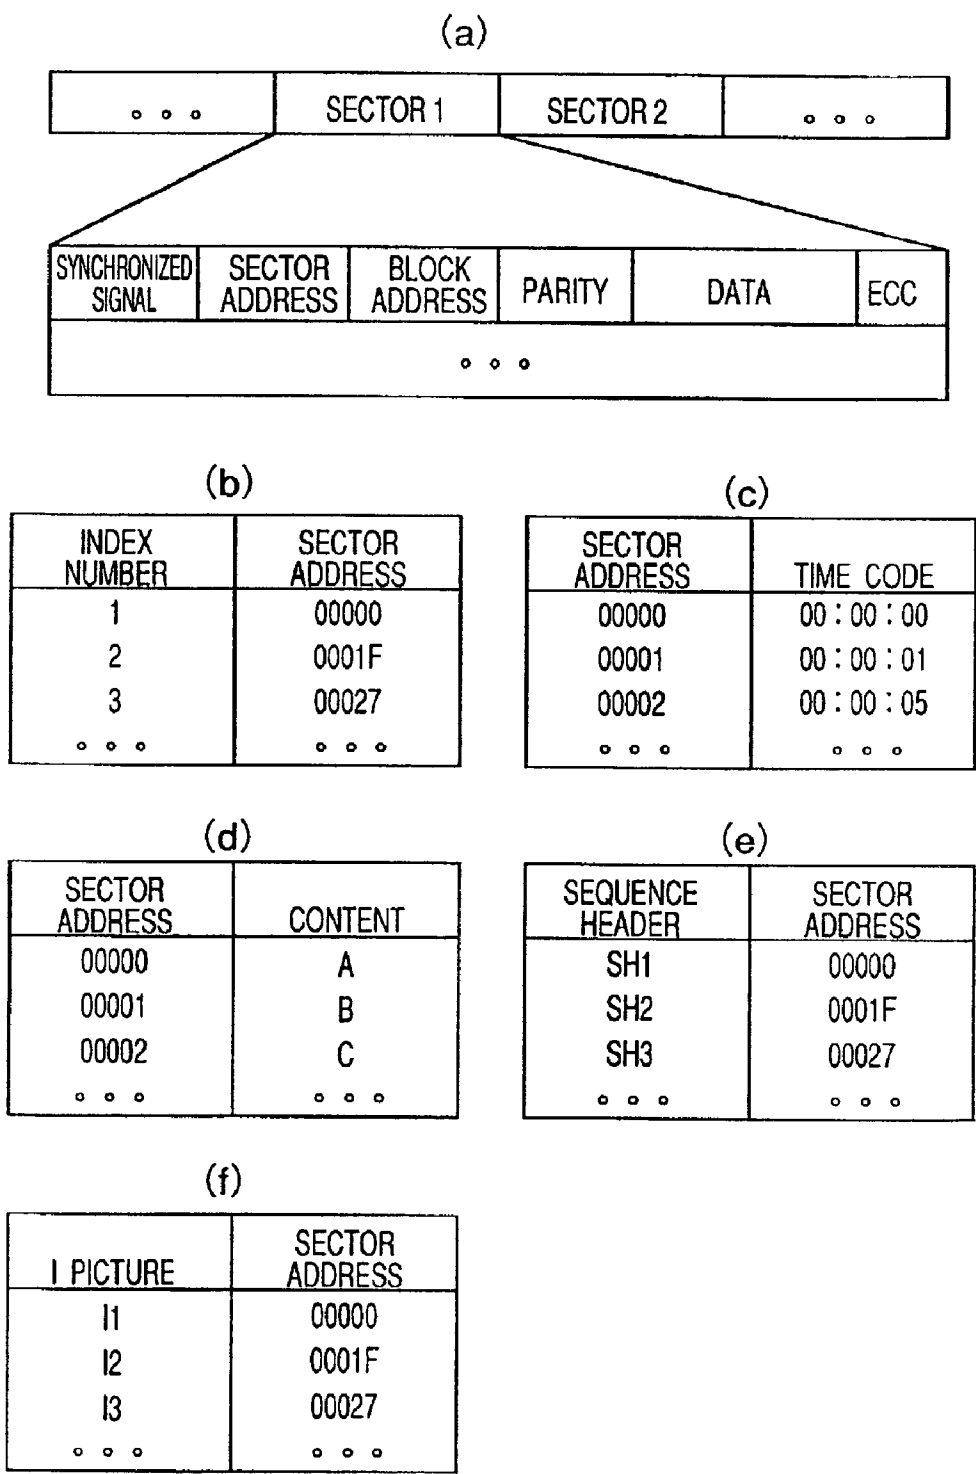 (a)
° ° ° SECTOR 1 SECTOR 2 ° ° °
SYNCHRONIZED SIGNAL SECTOR ADDRESS BLOCK ADDRESS PARITY DATA ECC
° ° °
(b)
INDEX NUMBER SECTOR ADDRESS
1 00000
2 0001F
3 00027
° ° ° ° ° °
(c)
SECTOR ADDRESS TIME CODE
00000 00:00:00
00001 00:00:01
00002 00:00:05
° ° ° ° ° °
(d)
SECTOR ADDRESS CONTENT
00000 A
00001 B
00002 C
° ° ° ° ° °
(e)
SEQUENCE HEADER SECTOR ADDRESS
SH1 00000
SH2 0001F
SH3 00027
° ° ° ° ° °
(f)
I PICTURE SECTOR ADDRESS
I1 00000
I2 0001F
I3 00027
° ° ° ° ° °